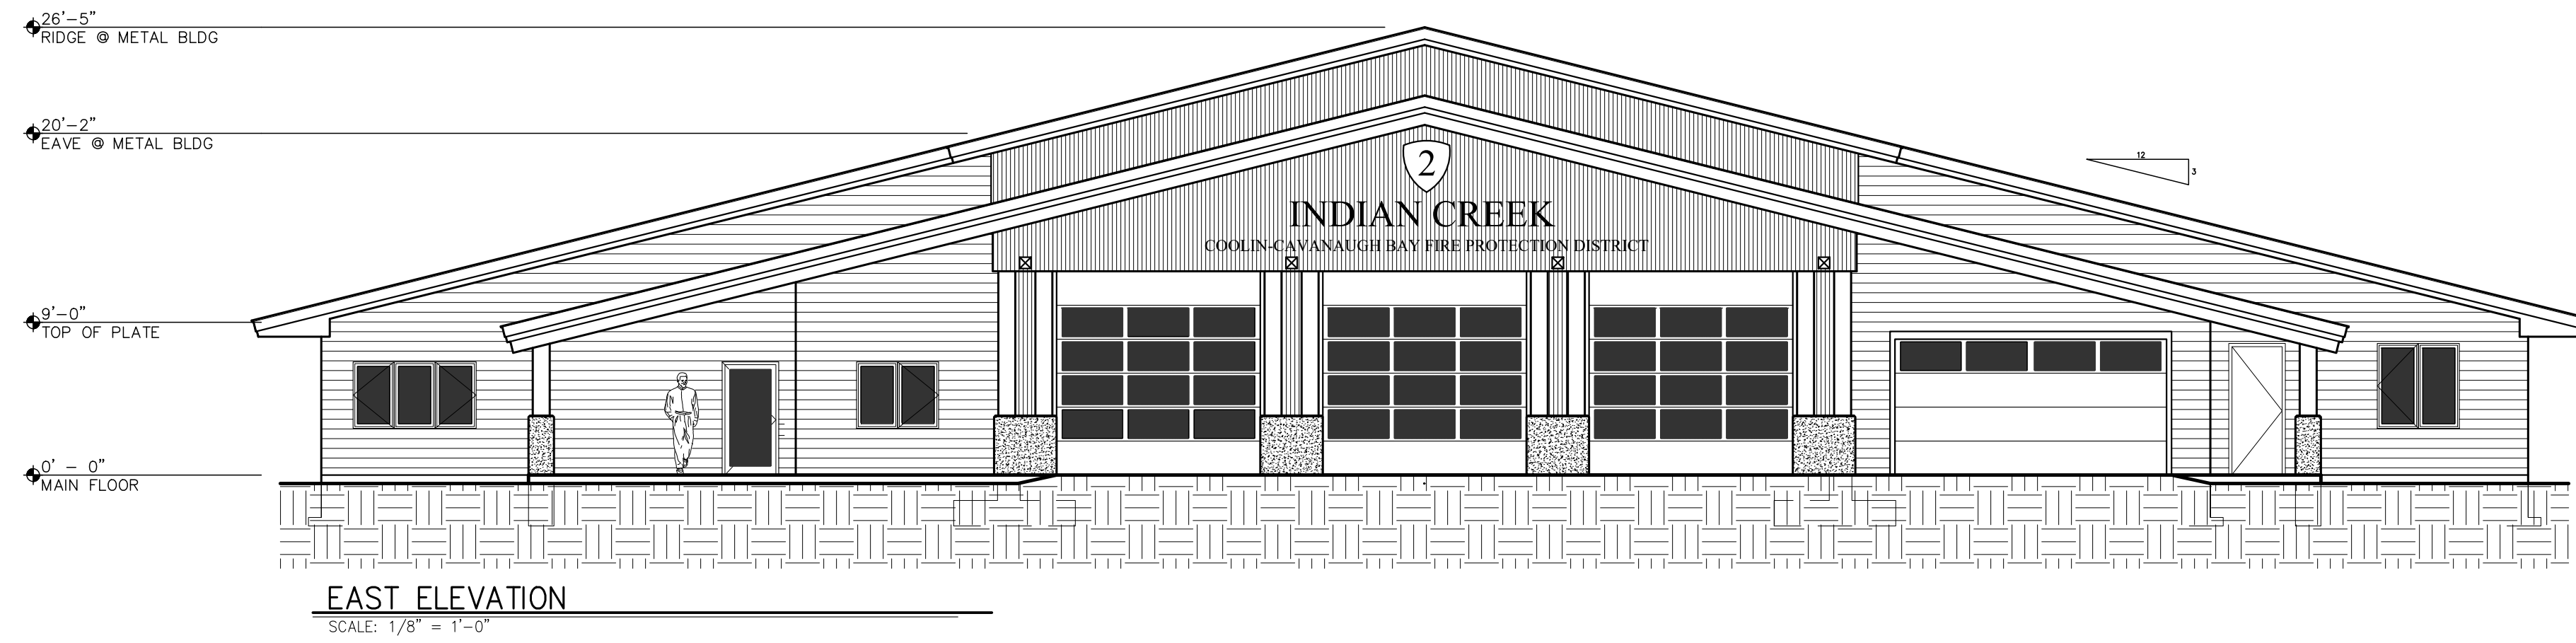 26'-5"
RIDGE @ METAL BLDG
20'-2"
EAVE @ METAL BLDG
12
3
2
INDIAN CREEK
COOLIN-CAVANAUGH BAY FIRE PROTECTION DISTRICT
9'-0"
TOP OF PLATE
0' - 0"
MAIN FLOOR
EAST ELEVATION
SCALE: 1/8" = 1'-0"